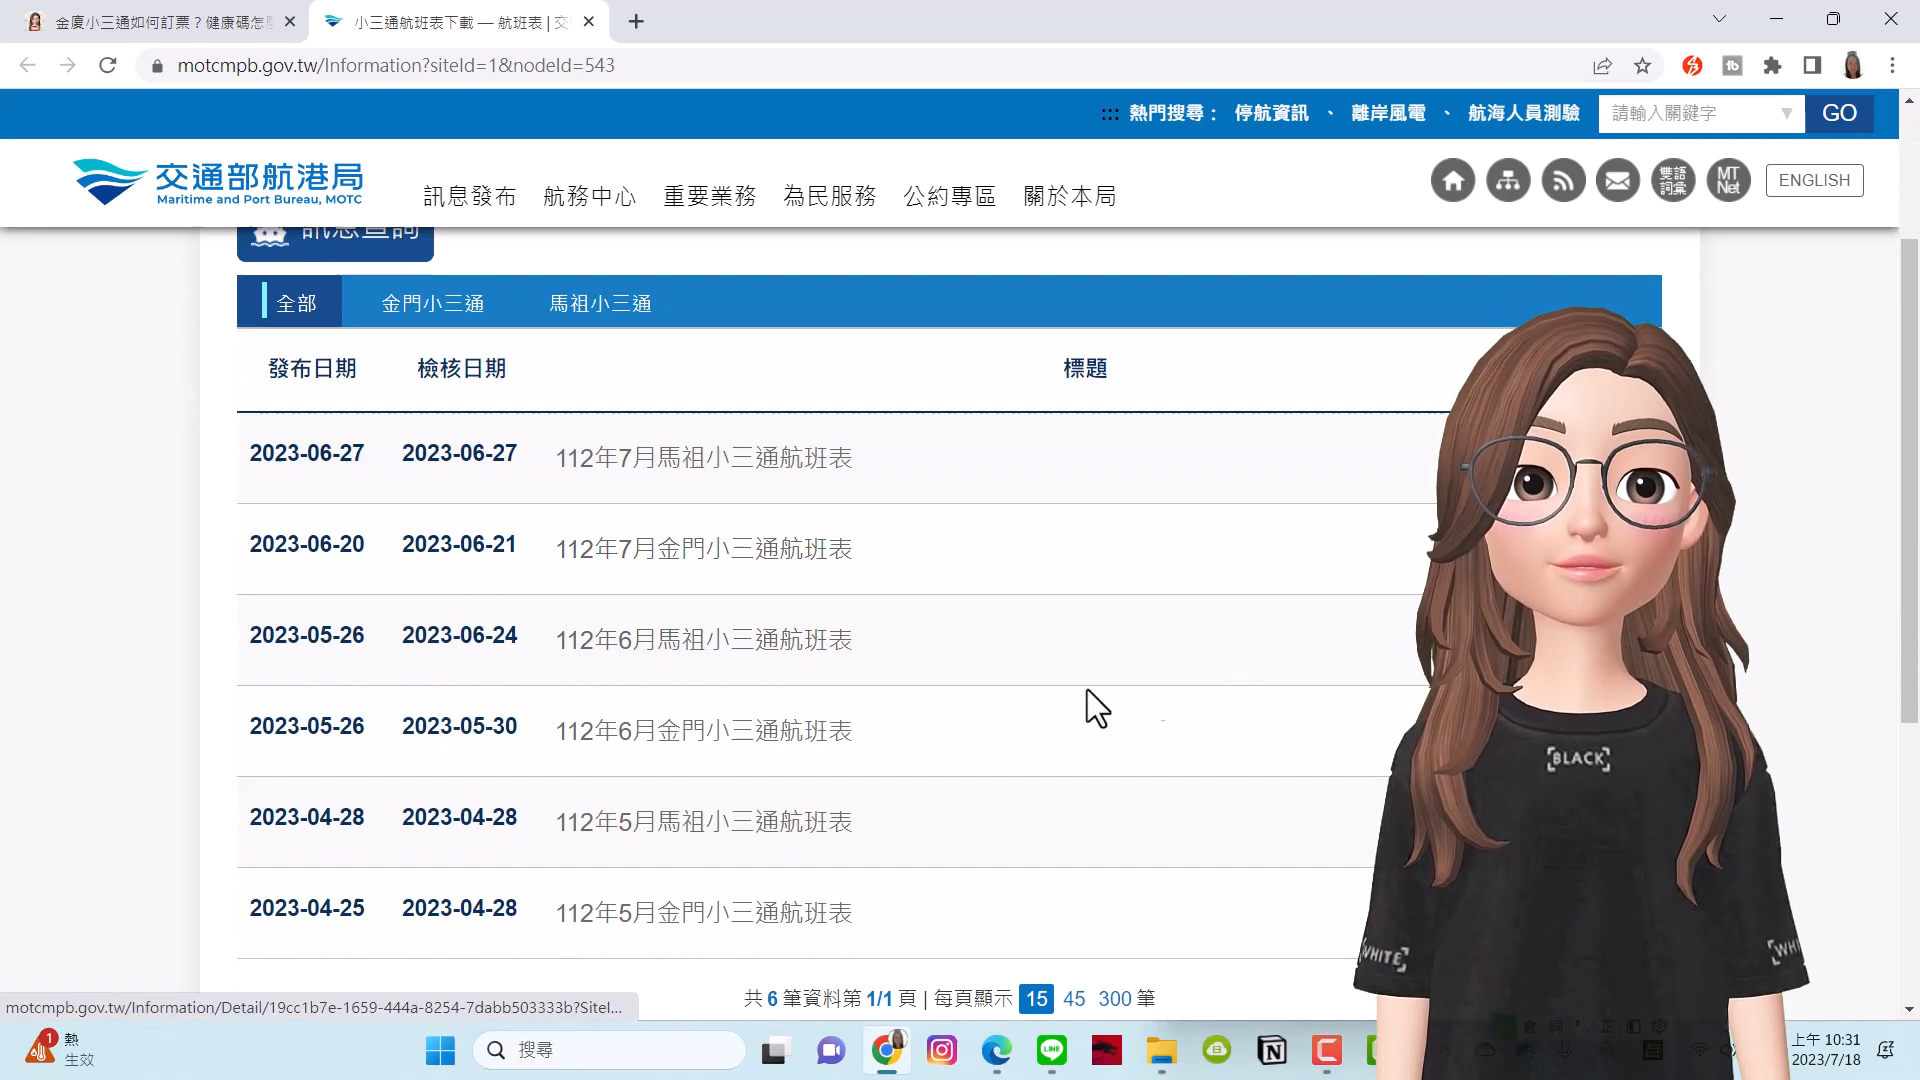 金廈小三通如何訂票？健康碼怎
小三通航班表下載 — 航班表 | 交
motcmpb.gov.tw/Information?siteId=1&nodeId=543
熱門搜尋： 停航資訊 、 離岸風電 、 航海人員測驗 請輸入關鍵字 GO
交通部航港局
Maritime and Port Bureau, MOTC
訊息發布 航務中心 重要業務 為民服務 公約專區 關於本局
雙語詞彙 MT Net ENGLISH
訊息查詢
全部 金門小三通 馬祖小三通
發布日期 檢核日期 標題
2023-06-27 2023-06-27 112年7月馬祖小三通航班表
2023-06-20 2023-06-21 112年7月金門小三通航班表
2023-05-26 2023-06-24 112年6月馬祖小三通航班表
2023-05-26 2023-05-30 112年6月金門小三通航班表
2023-04-28 2023-04-28 112年5月馬祖小三通航班表
2023-04-25 2023-04-28 112年5月金門小三通航班表
共 6 筆資料第 1/1 頁 | 每頁顯示 15 45 300 筆
BLACK
WHITE
WHI
motcmpb.gov.tw/Information/Detail/19cc1b7e-1659-444a-8254-7dabb503333b?SiteI...
1 熱
生效
搜尋
LINE
上午 10:31
2023/7/18